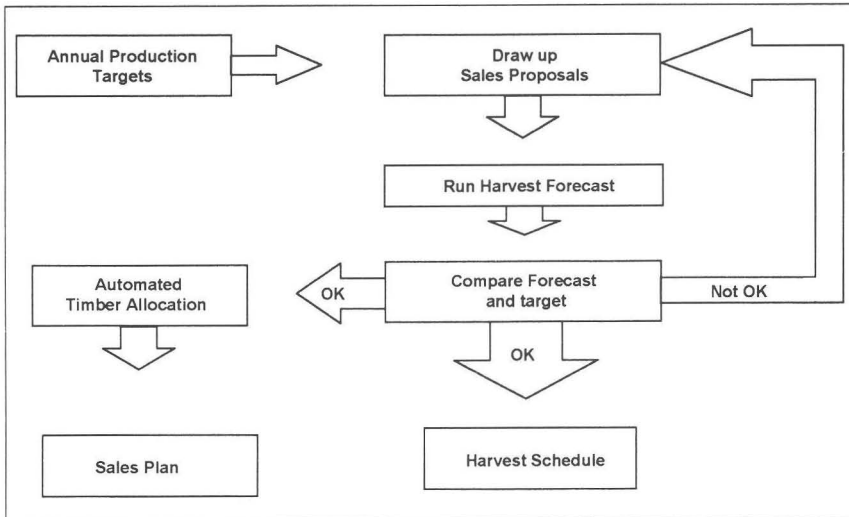 Annual Production
Targets
Draw up
Sales Proposals
Run Harvest Forecast
Automated
Timber Allocation
OK
Compare Forecast
and target
Not OK
OK
Sales Plan
Harvest Schedule